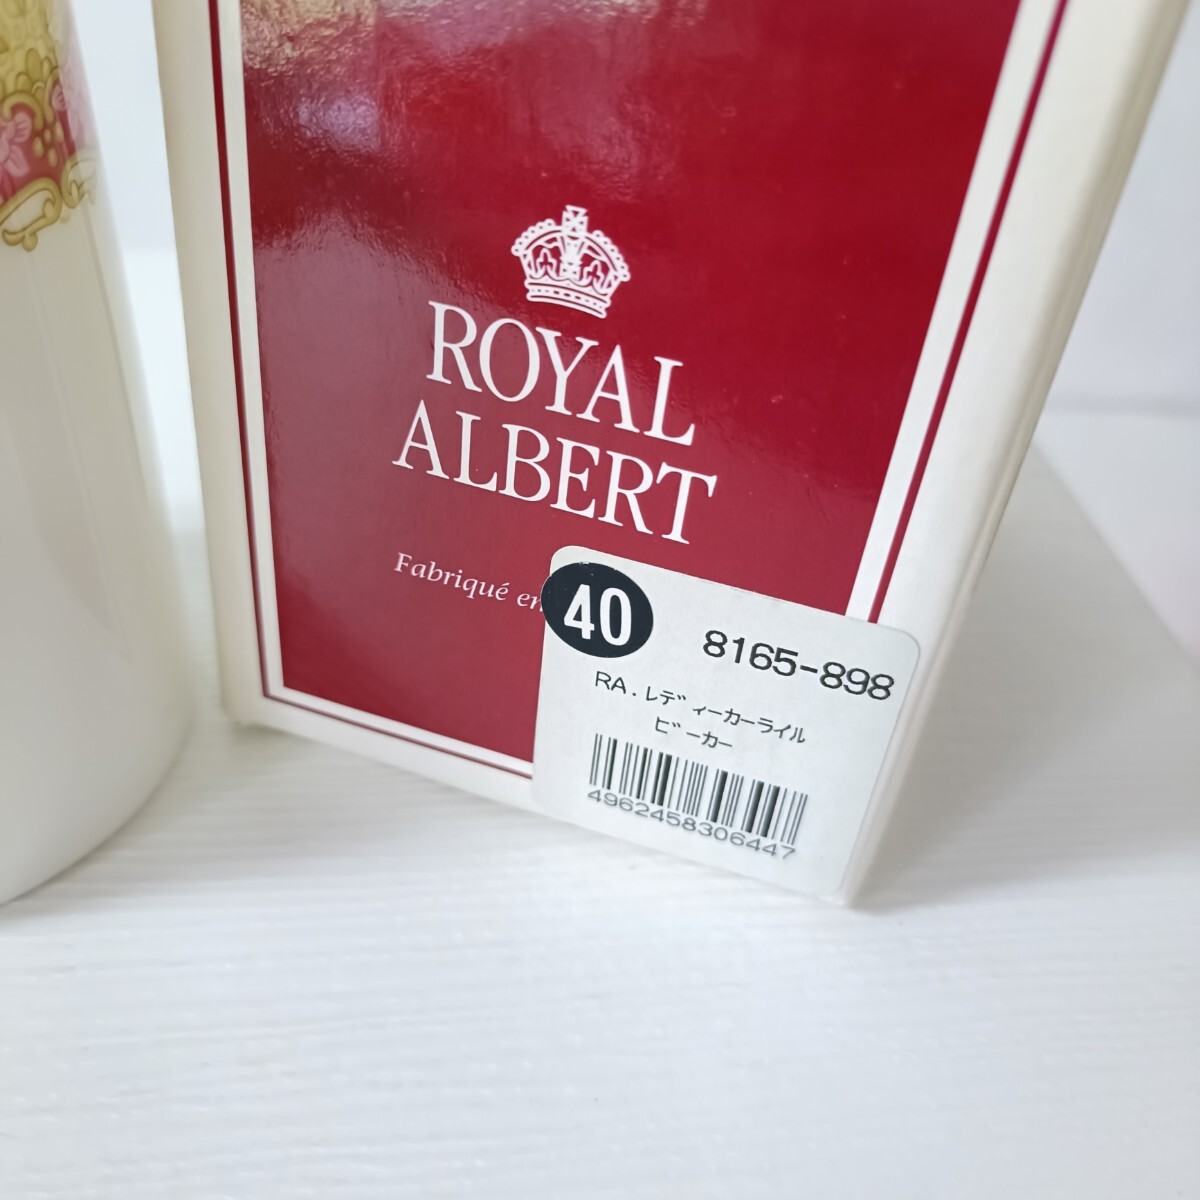 ROYAL
ALBERT
Fabriqué en
40
8165-898
RA.レディーカーライル
ビーカー
4962458306447